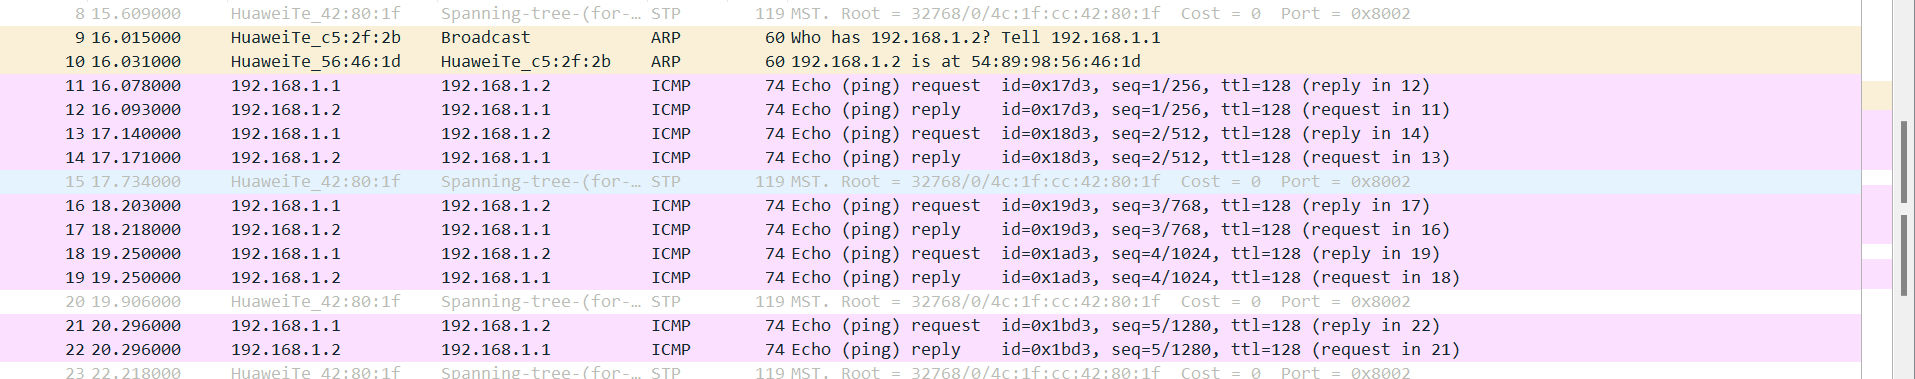 8 15.609000 HuaweiTe_42:80:1f Spanning-tree-(for-… STP 119 MST. Root = 32768/0/4c:1f:cc:42:80:1f Cost = 0 Port = 0x8002
9 16.015000 HuaweiTe_c5:2f:2b Broadcast ARP 60 Who has 192.168.1.2? Tell 192.168.1.1
10 16.031000 HuaweiTe_56:46:1d HuaweiTe_c5:2f:2b ARP 60 192.168.1.2 is at 54:89:98:56:46:1d
11 16.078000 192.168.1.1 192.168.1.2 ICMP 74 Echo (ping) request id=0x17d3, seq=1/256, ttl=128 (reply in 12)
12 16.093000 192.168.1.2 192.168.1.1 ICMP 74 Echo (ping) reply id=0x17d3, seq=1/256, ttl=128 (request in 11)
13 17.140000 192.168.1.1 192.168.1.2 ICMP 74 Echo (ping) request id=0x18d3, seq=2/512, ttl=128 (reply in 14)
14 17.171000 192.168.1.2 192.168.1.1 ICMP 74 Echo (ping) reply id=0x18d3, seq=2/512, ttl=128 (request in 13)
15 17.734000 HuaweiTe_42:80:1f Spanning-tree-(for-… STP 119 MST. Root = 32768/0/4c:1f:cc:42:80:1f Cost = 0 Port = 0x8002
16 18.203000 192.168.1.1 192.168.1.2 ICMP 74 Echo (ping) request id=0x19d3, seq=3/768, ttl=128 (reply in 17)
17 18.218000 192.168.1.2 192.168.1.1 ICMP 74 Echo (ping) reply id=0x19d3, seq=3/768, ttl=128 (request in 16)
18 19.250000 192.168.1.1 192.168.1.2 ICMP 74 Echo (ping) request id=0x1ad3, seq=4/1024, ttl=128 (reply in 19)
19 19.250000 192.168.1.2 192.168.1.1 ICMP 74 Echo (ping) reply id=0x1ad3, seq=4/1024, ttl=128 (request in 18)
20 19.906000 HuaweiTe_42:80:1f Spanning-tree-(for-… STP 119 MST. Root = 32768/0/4c:1f:cc:42:80:1f Cost = 0 Port = 0x8002
21 20.296000 192.168.1.1 192.168.1.2 ICMP 74 Echo (ping) request id=0x1bd3, seq=5/1280, ttl=128 (reply in 22)
22 20.296000 192.168.1.2 192.168.1.1 ICMP 74 Echo (ping) reply id=0x1bd3, seq=5/1280, ttl=128 (request in 21)
23 22.218000 HuaweiTe_42:80:1f Spanning-tree-(for-… STP 119 MST. Root = 32768/0/4c:1f:cc:42:80:1f Cost = 0 Port = 0x8002